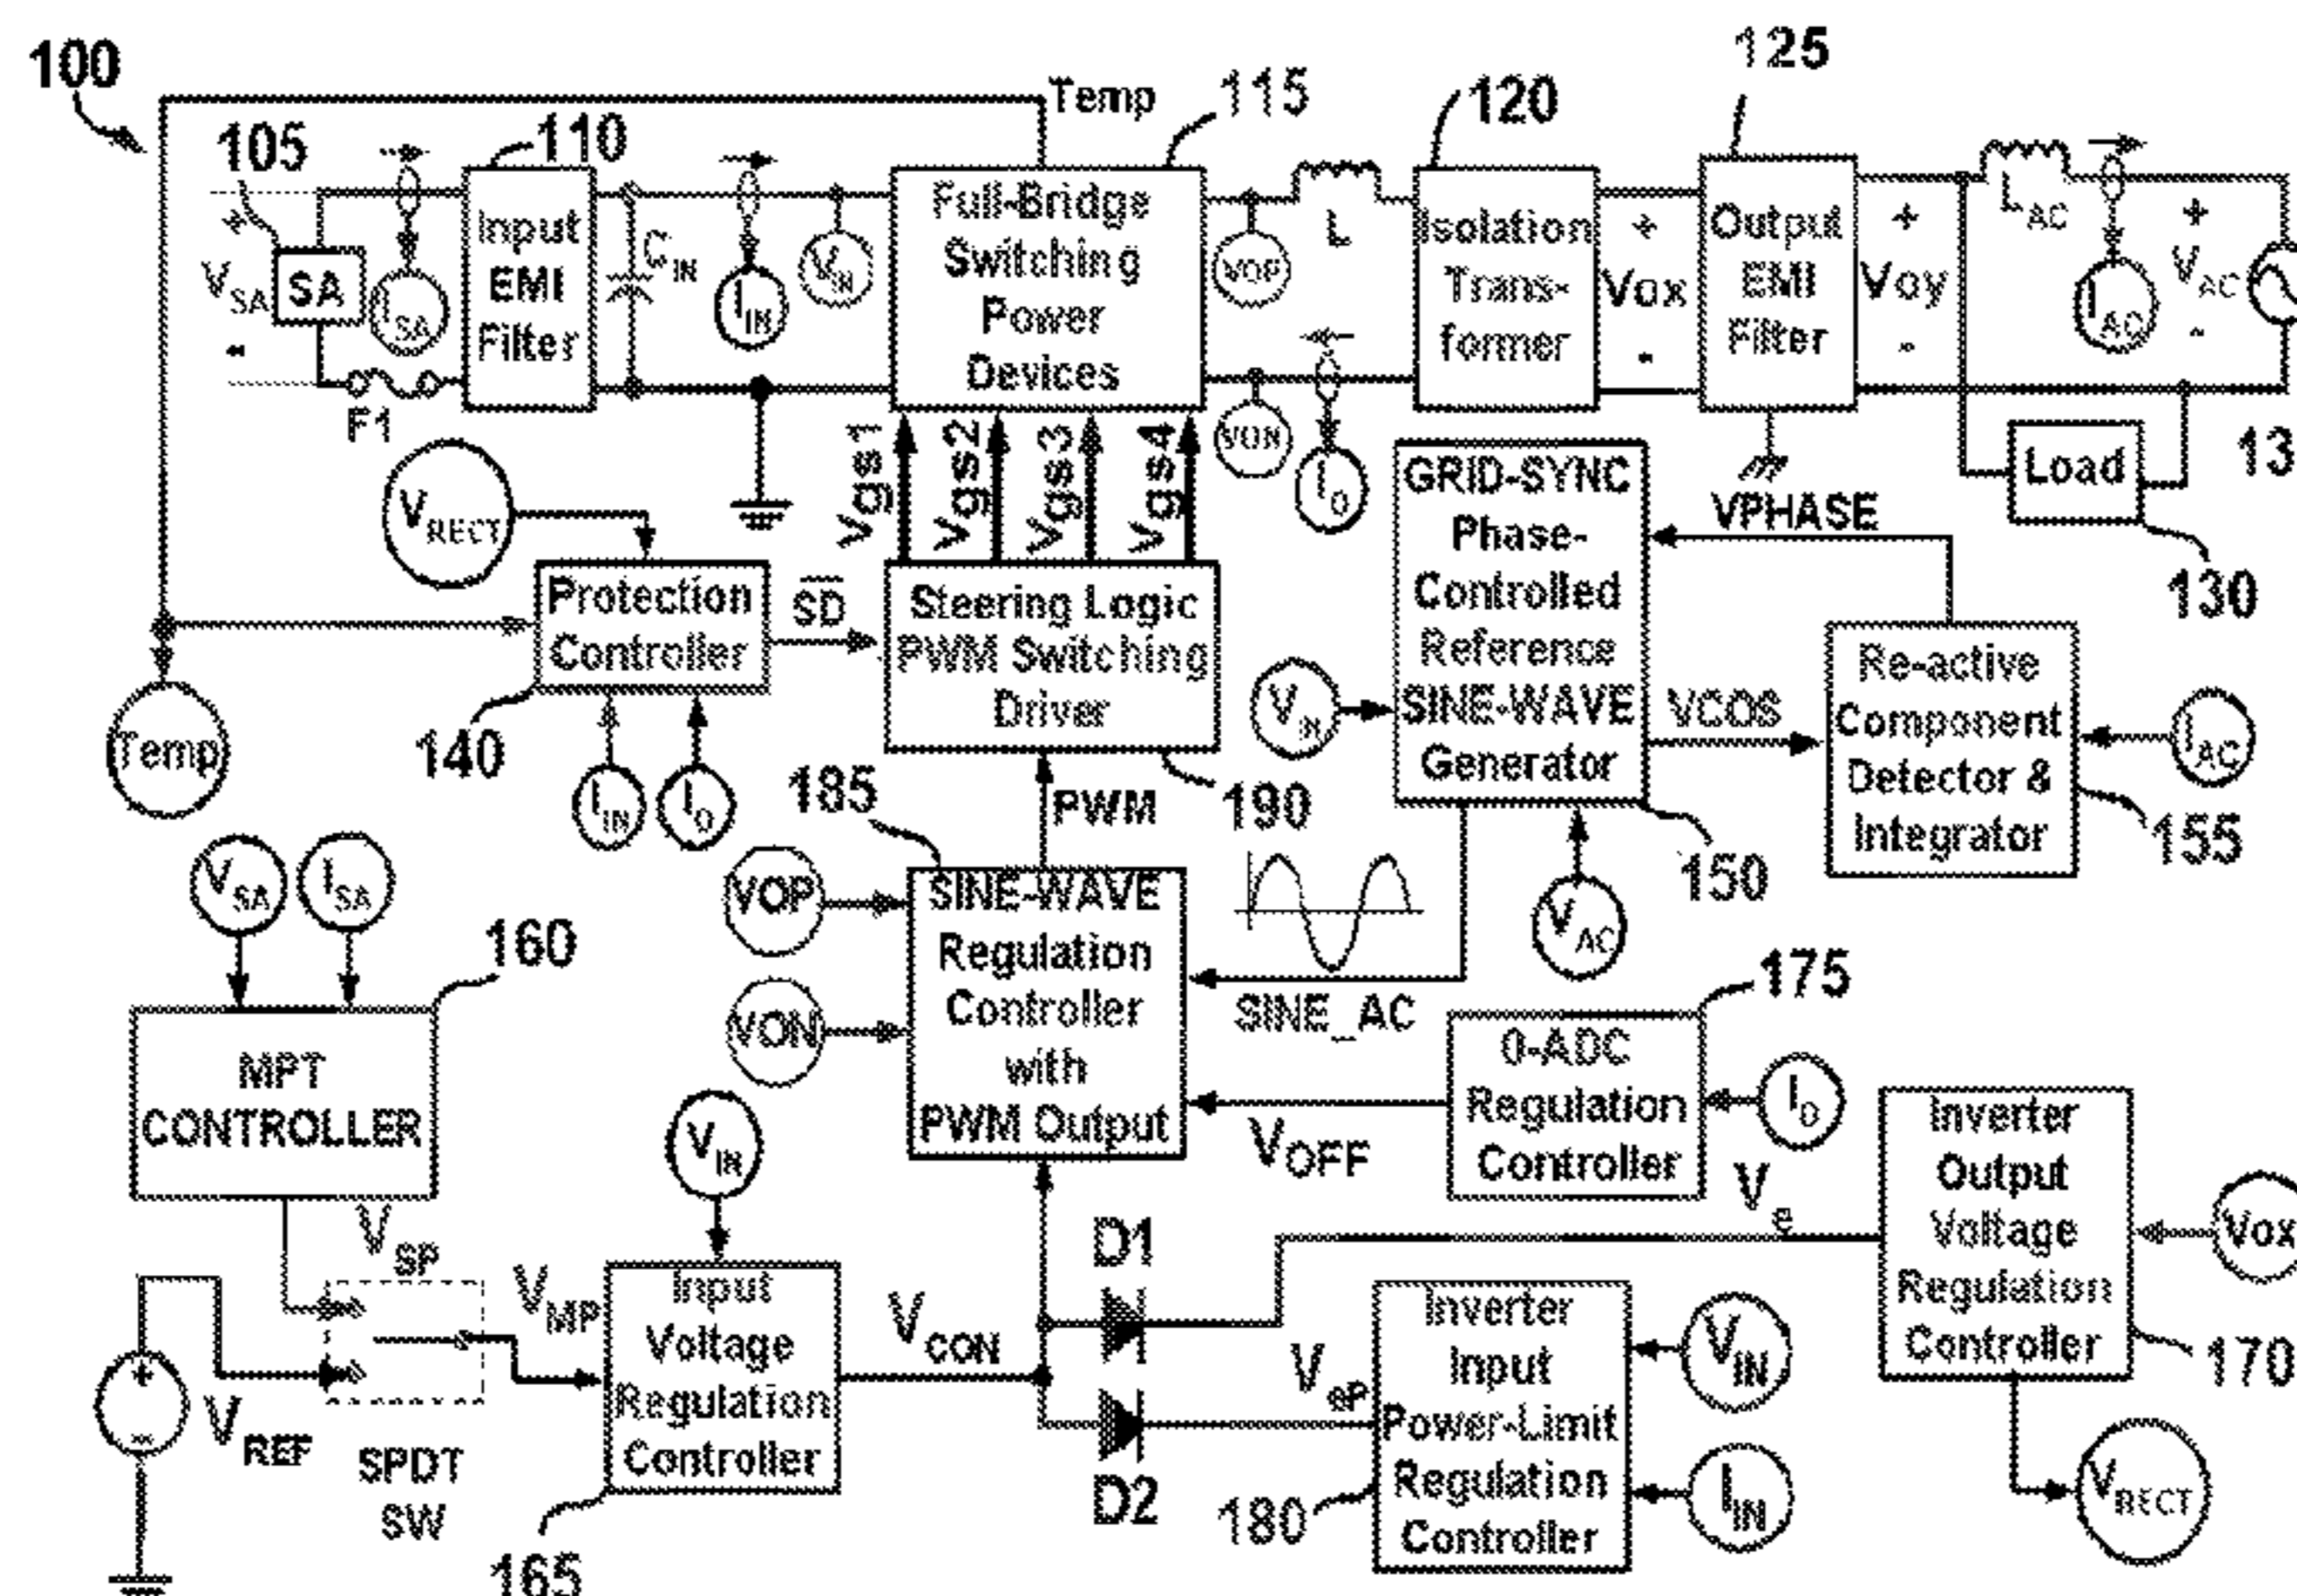 100
125
Temp
115
120
105
110
+
V_SA
-
SA
I_SA
Input
EMI
Filter
C_IN
I_IN
V_IN
Full-Bridge
Switching
Power
Devices
VOP
L
Isolation
Trans-
former
+
Vox
-
Output
EMI
Filter
+
Voy
-
L_AC
I_AC
+
V_AC
-
F1
VON
I_O
Vgs1
Vgs2
Vgs3
Vgs4
V_RECT
GRID-SYNC
Phase-
Controlled
Reference
SINE-WAVE
Generator
VPHASE
Load
13
130
Protection
Controller
SD
Steering Logic
PWM Switching
Driver
V_IN
VCOS
Re-active
Component
Detector &
Integrator
I_AC
Temp
140
I_IN
I_O
185
PWM
190
150
155
V_SA
I_SA
160
VOP
VON
SINE-WAVE
Regulation
Controller
with
PWM Output
SINE_AC
V_AC
175
MPT
CONTROLLER
V_IN
V_OFF
0-ADC
Regulation
Controller
I_O
V_e
Inverter
Output
Voltage
Regulation
Controller
Vox
V_SP
V_MP
Input
Voltage
Regulation
Controller
V_CON
D1
D2
V_eP
Inverter
Input
Power-Limit
Regulation
Controller
V_IN
I_IN
170
V_RECT
+
-
V_REF
SPDT
SW
165
180